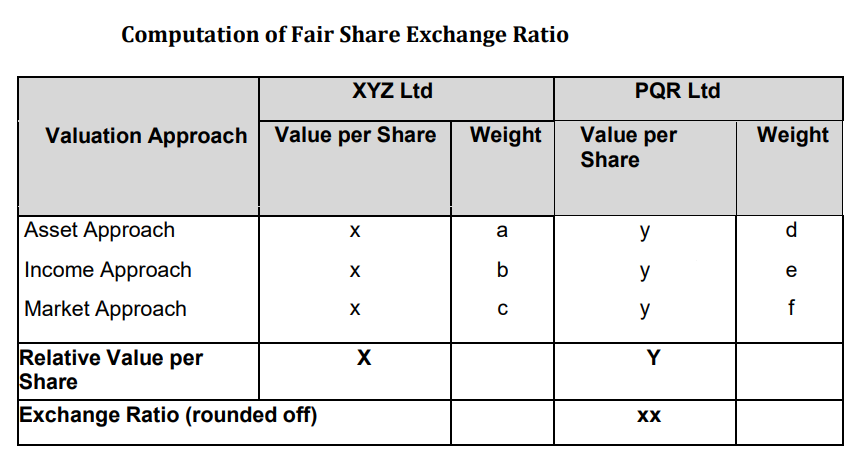 Computation of Fair Share Exchange Ratio
XYZ Ltd PQR Ltd
Valuation Approach Value per Share Weight Value per Weight
Share
Asset Approach x a y d
Income Approach x b y e
Market Approach x c y f
Relative Value per X Y
Share
Exchange Ratio (rounded off) xx